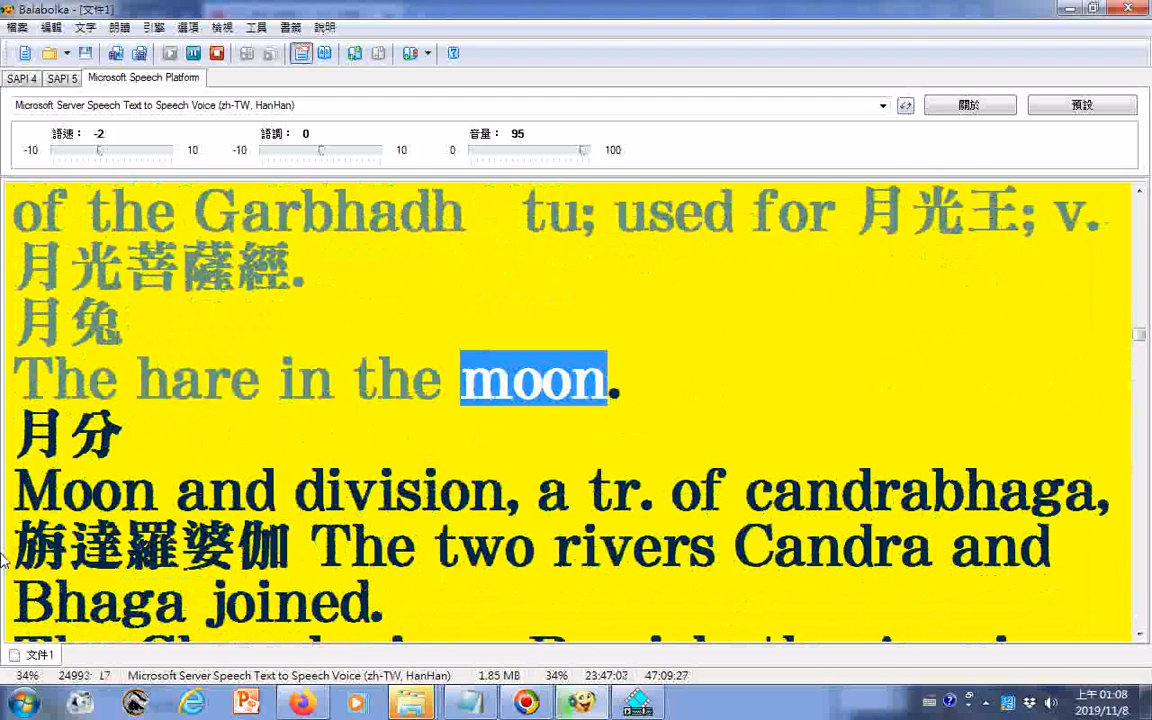 Balabolka - [文件1]
檔案 編輯 文字 朗讀 引擎 選項 檢視 工具 書籤 說明
SAPI 4 SAPI 5 Microsoft Speech Platform
Microsoft Server Speech Text to Speech Voice (zh-TW, HanHan)
關於
預設
語速： -2 語調： 0 音量： 95
-10 10 -10 10 0 100
of the Garbhadh tu; used for 月光王; v.
月光菩薩經.
月兔
The hare in the moon.
月分
Moon and division, a tr. of candrabhaga,
旃達羅婆伽 The two rivers Candra and
Bhaga joined.
文件1
34% Microsoft Server Speech Text to Speech Voice (zh-TW, HanHan) 1.85 MB 34% 23:47:02 47:09:27
上午 01:08
2019/11/8